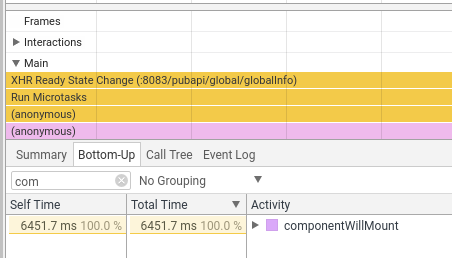 Frames
Interactions
Main
XHR Ready State Change (:8083/pubapi/global/globalInfo)
Run Microtasks
(anonymous)
(anonymous)
Summary Bottom-Up Call Tree Event Log
com No Grouping
Self Time Total Time Activity
6451.7 ms 100.0 % 6451.7 ms 100.0 % componentWillMount